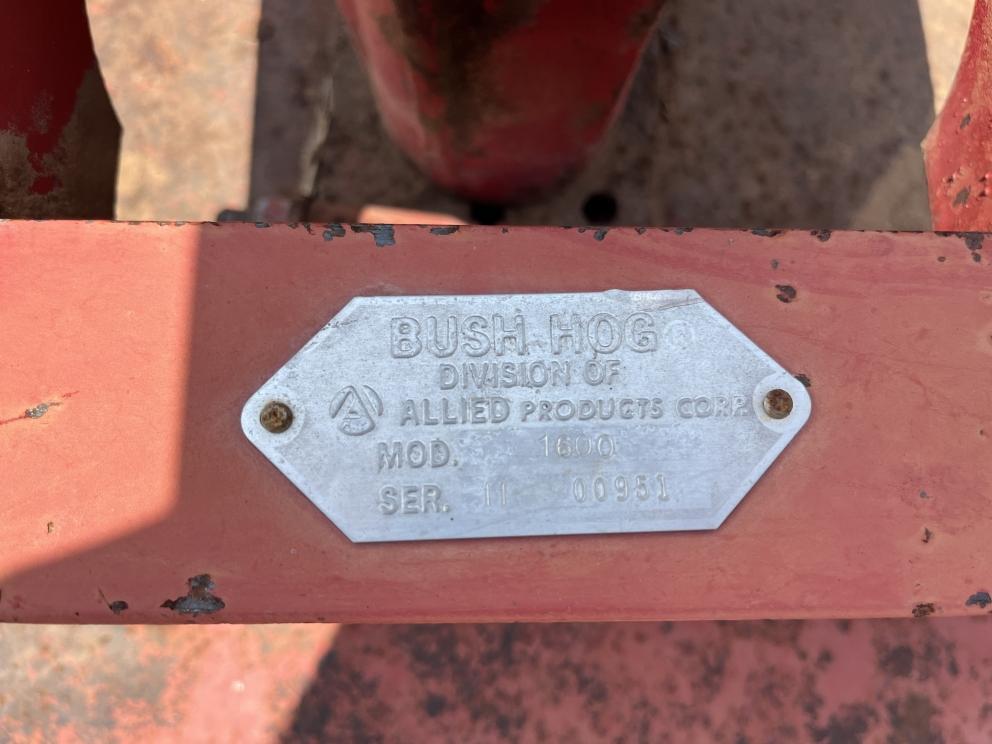 BUSH HOG®
DIVISION OF
A ALLIED PRODUCTS CORP.
MOD. 1600
SER. 11 00951